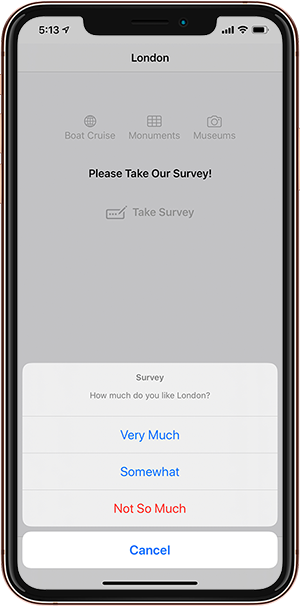 5:13
London
Boat Cruise Monuments Museums
Please Take Our Survey!
Take Survey
Survey
How much do you like London?
Very Much
Somewhat
Not So Much
Cancel